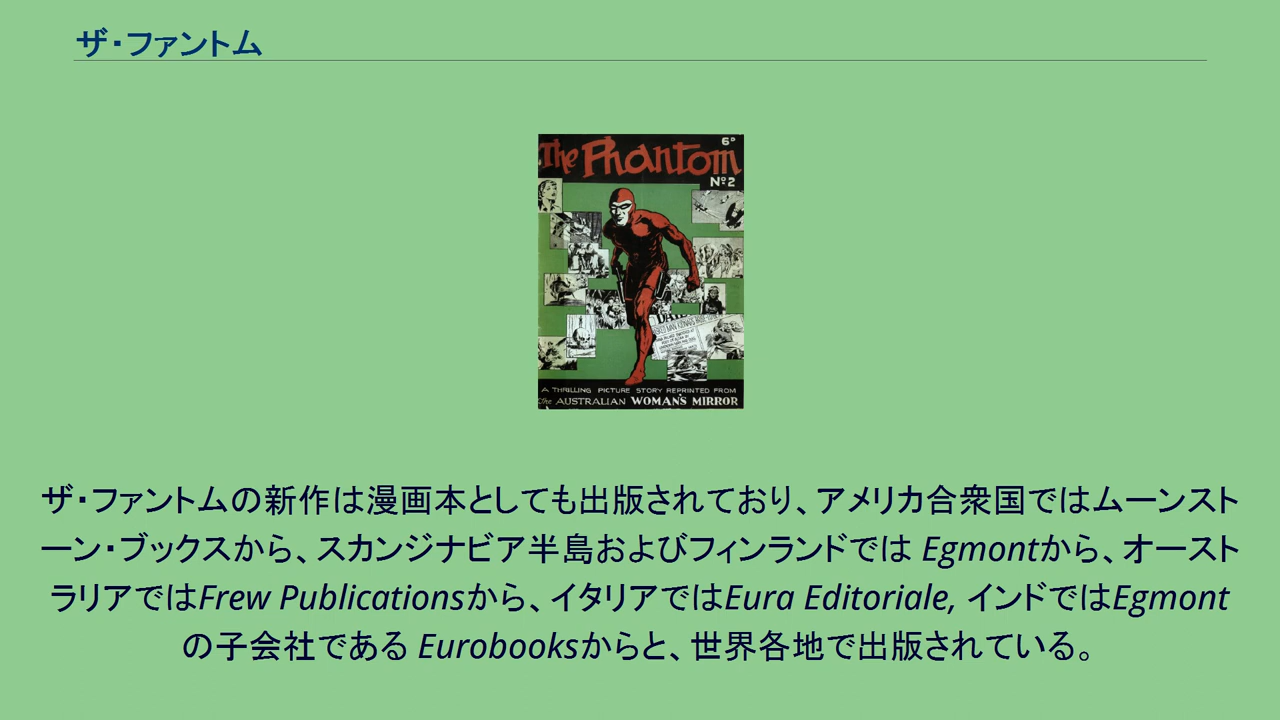 ザ・ファントム
The Phantom
6D
Nº2
A THRILLING PICTURE STORY REPRINTED FROM
The AUSTRALIAN WOMAN'S MIRROR
ザ・ファントムの新作は漫画本としても出版されており、アメリカ合衆国ではムーンスト
ーン・ブックスから、スカンジナビア半島およびフィンランドでは Egmontから、オースト
ラリアではFrew Publicationsから、イタリアではEura Editoriale, インドではEgmont
の子会社である Eurobooksからと、世界各地で出版されている。